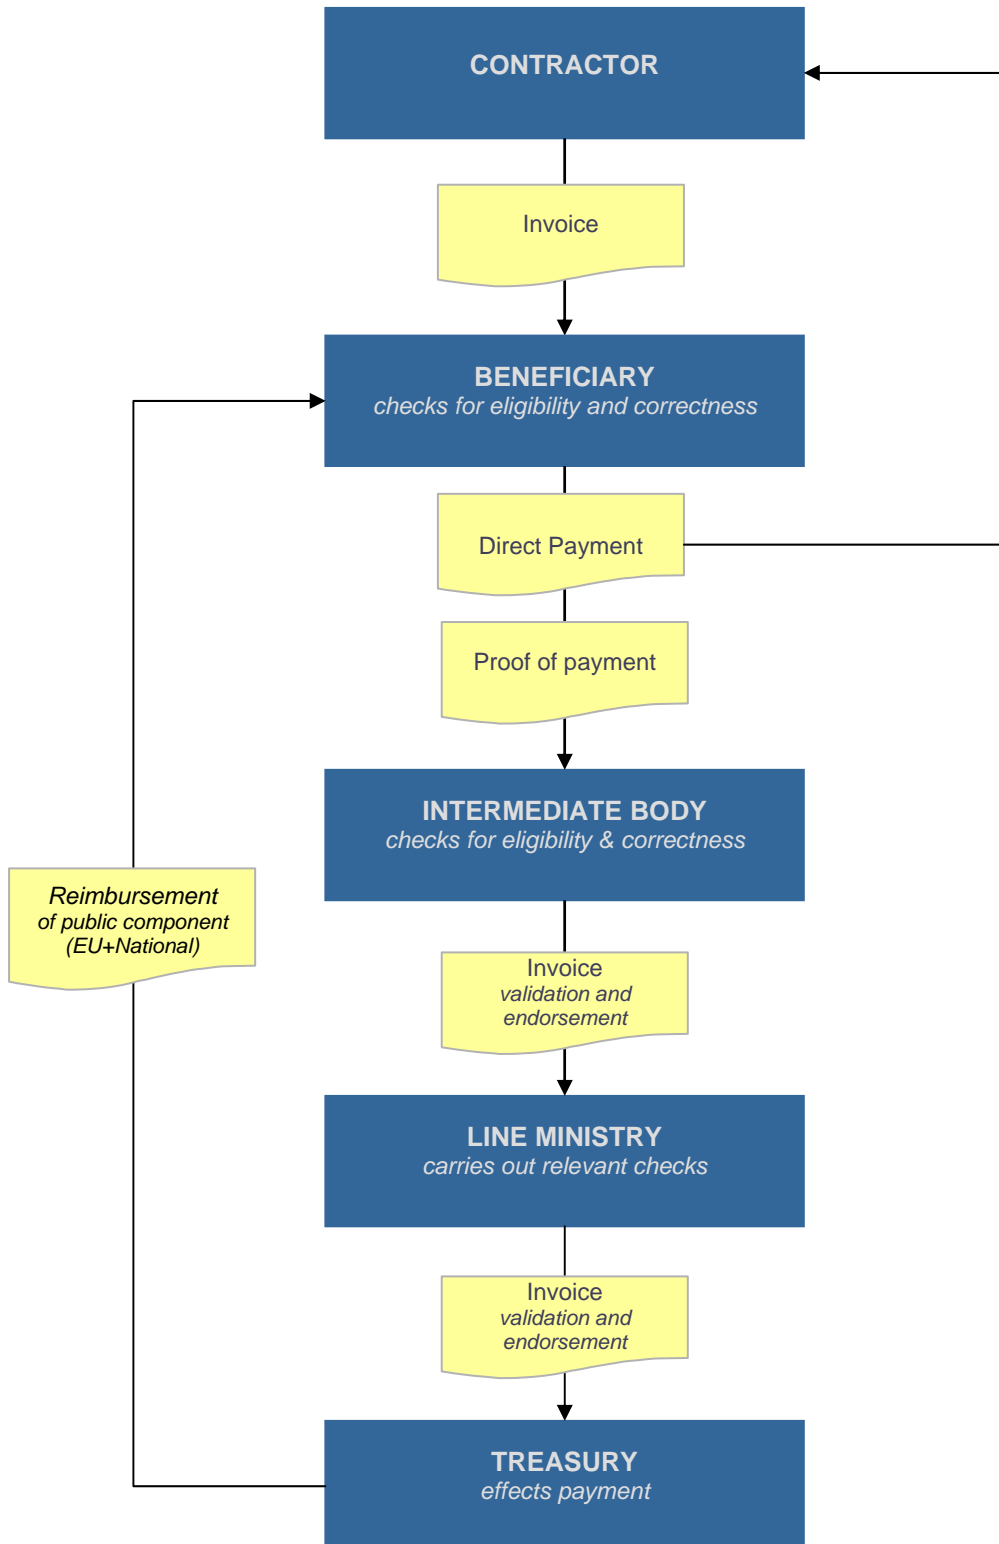 CONTRACTOR
Invoice
BENEFICIARY
checks for eligibility and correctness
Direct Payment
Proof of payment
INTERMEDIATE BODY
checks for eligibility & correctness
Reimbursement
of public component
(EU+National)
Invoice
validation and
endorsement
LINE MINISTRY
carries out relevant checks
Invoice
validation and
endorsement
TREASURY
effects payment